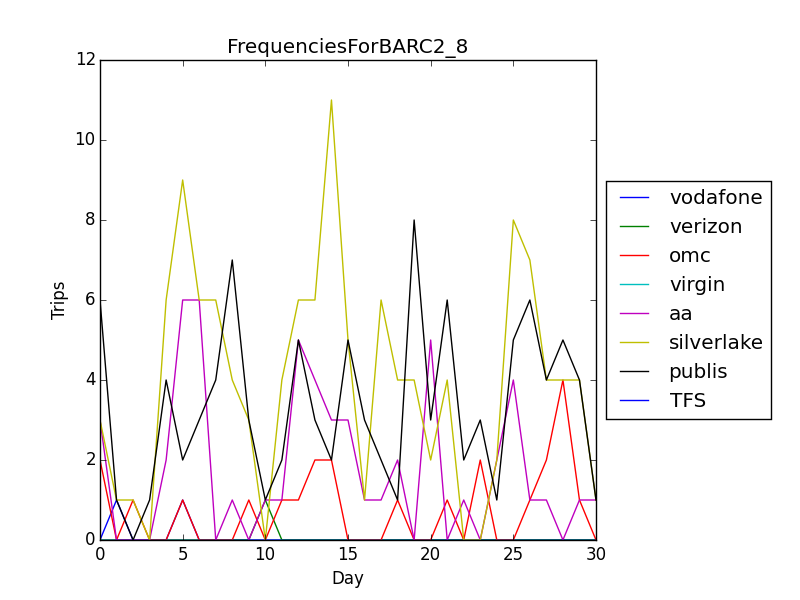 FrequenciesForBARC2_8
12
10
8
6
4
2
0
Trips
0 5 10 15 20 25 30
Day
vodafone
verizon
omc
virgin
aa
silverlake
publis
TFS